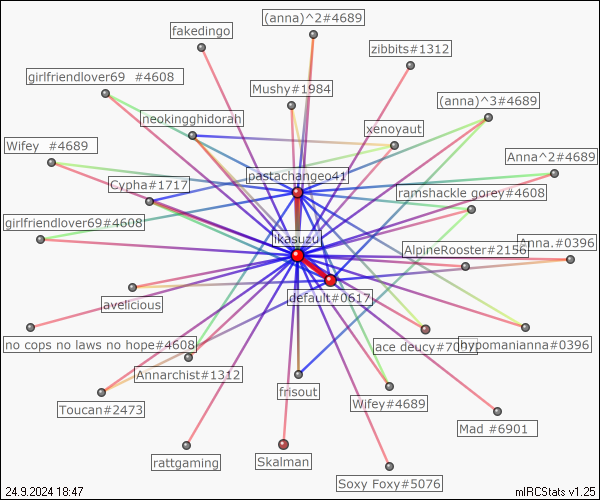 (anna)^2#4689
fakedingo
zibbits#1312
girlfriendlover69 #4608
Mushy#1984
(anna)^3#4689
neokingghidorah
xenoyaut
Wifey #4689
Anna^2#4689
pastachangeo41
Cypha#1717
ramshackle gorey#4608
girlfriendlover69#4608
ikasuzu
Anna.#0396
AlpineRooster#2156
avelicious
default#0617
no cops no laws no hope#4608
ace deucy#70
hypomanianna#0396
Annarchist#1312
frisout
Toucan#2473
Wifey#4689
Mad #6901
rattgaming
Skalman
Soxy Foxy#5076
24.9.2024 18:47
mIRCStats v1.25